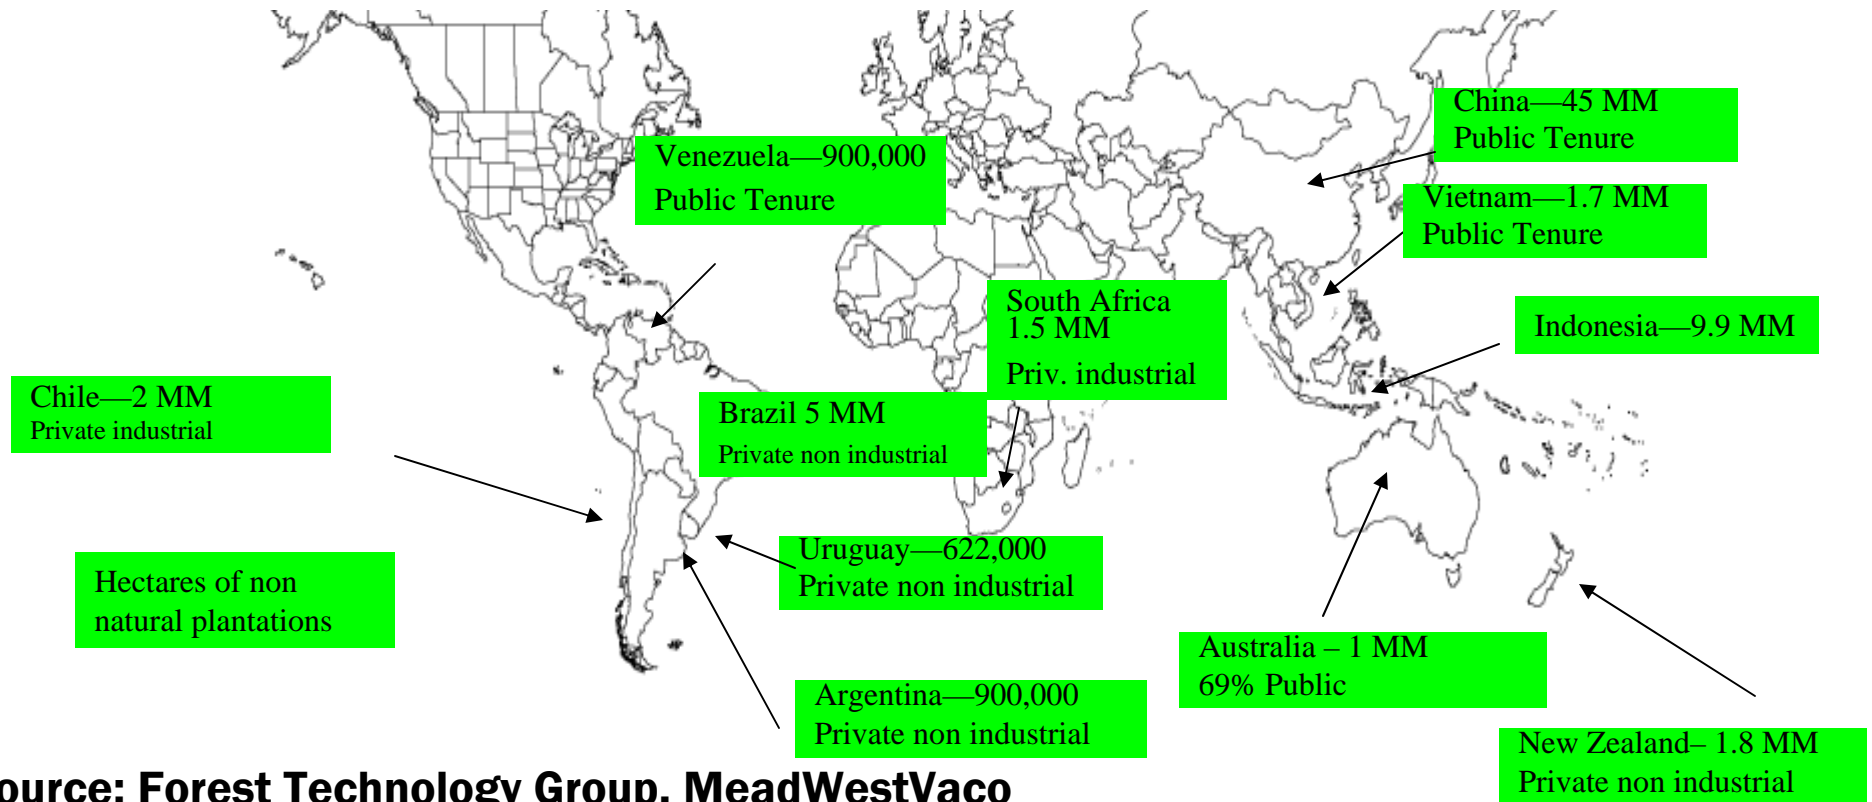 China—45 MM
Public Tenure
Venezuela—900,000
Public Tenure
Vietnam—1.7 MM
Public Tenure
South Africa
1.5 MM
Priv. industrial
Indonesia—9.9 MM
Chile—2 MM
Private industrial
Brazil 5 MM
Private non industrial
Uruguay—622,000
Private non industrial
Hectares of non
natural plantations
Australia – 1 MM
69% Public
Argentina—900,000
Private non industrial
New Zealand– 1.8 MM
Private non industrial
ource: Forest Technology Group, MeadWestVaco